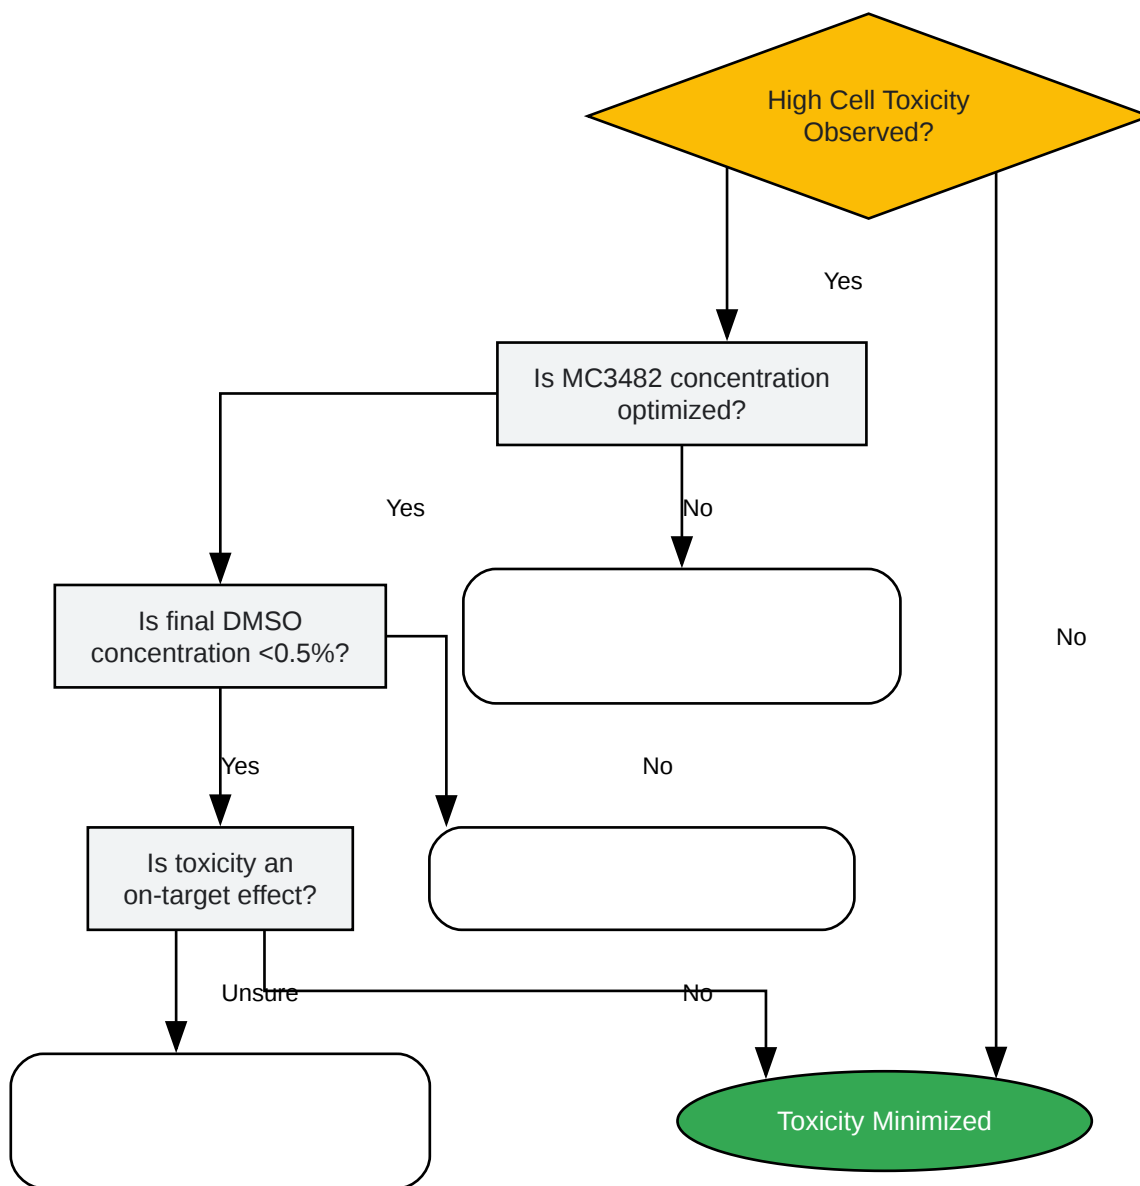 High Cell Toxicity
Observed?
Yes
Is MC3482 concentration
optimized?
Yes
No
Is final DMSO
concentration <0.5%?
No
Yes
No
Is toxicity an
on-target effect?
Unsure
No
Toxicity Minimized